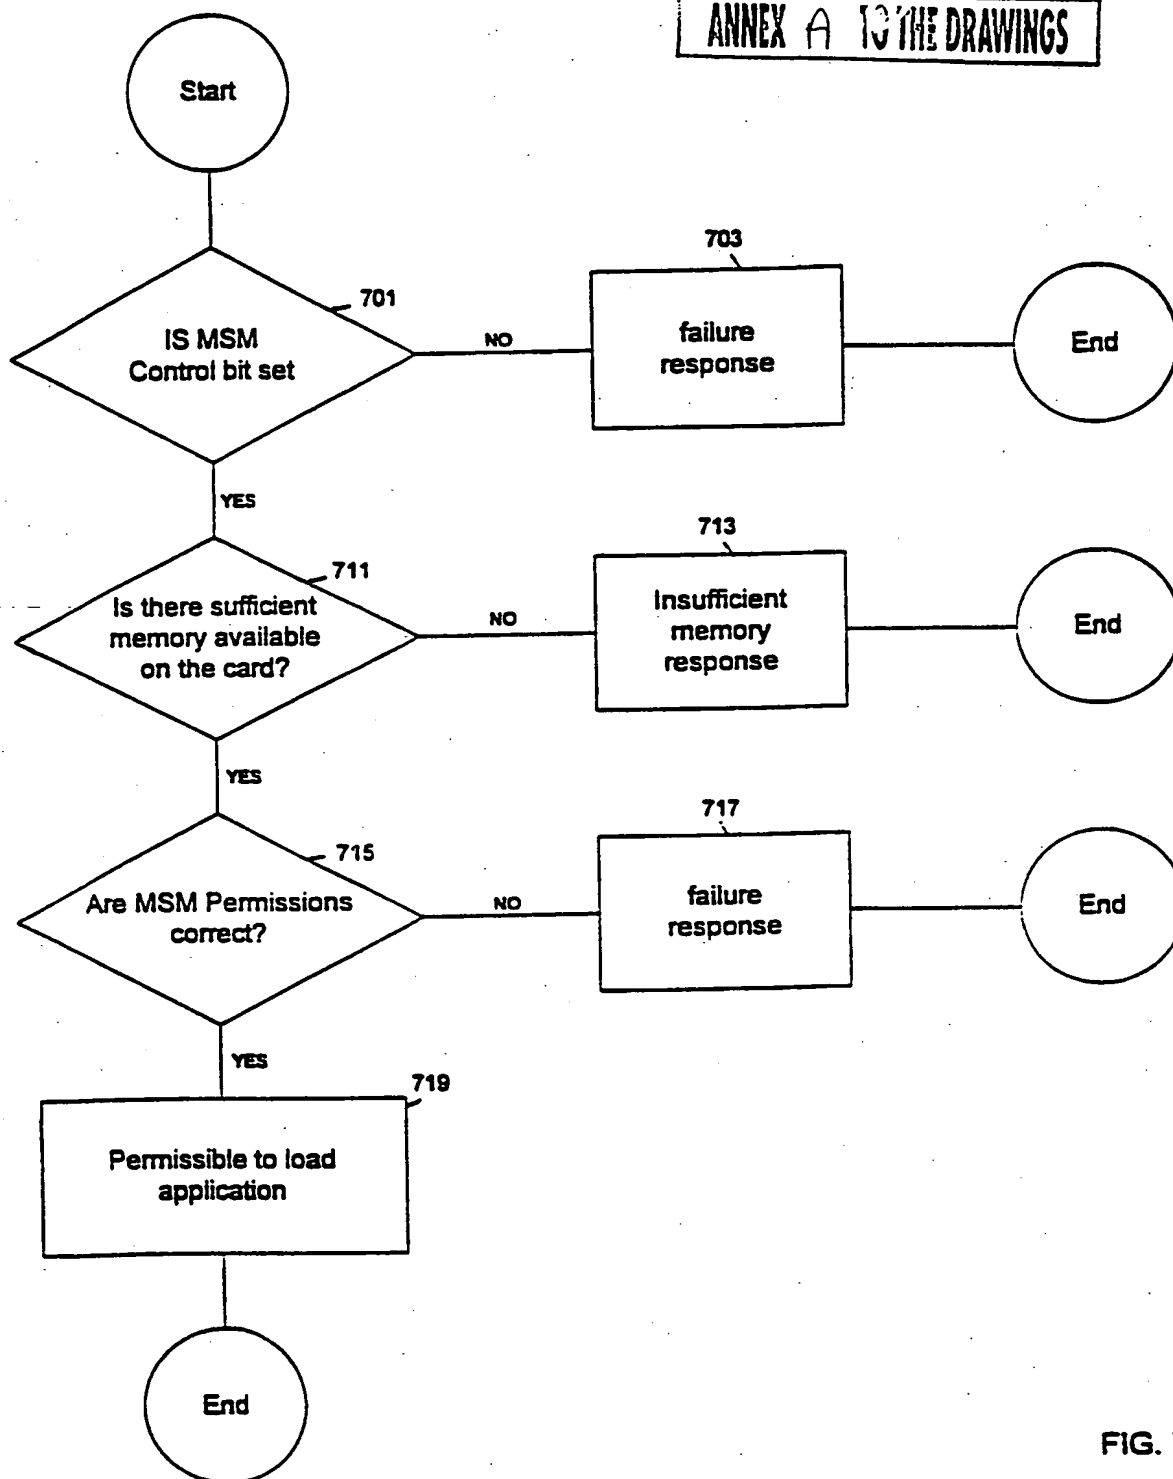 ANNEX A TO THE DRAWINGS
Start
703
701
IS MSM
Control bit set
NO
failure
response
End
YES
713
711
Is there sufficient
memory available
on the card?
NO
Insufficient
memory
response
End
YES
717
715
Are MSM Permissions
correct?
NO
failure
response
End
YES
719
Permissible to load
application
End
FIG.